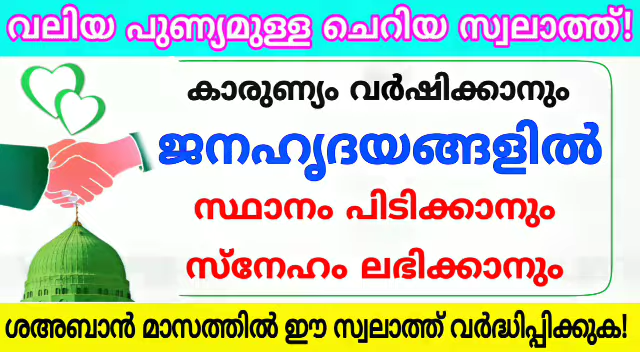 വലിയ പുണ്യമുള്ള ചെറിയ സ്വലാത്ത്!
കാരുണ്യം വർഷിക്കാനും
ജനഹൃദയങ്ങളിൽ
സ്ഥാനം പിടിക്കാനും
സ്നേഹം ലഭിക്കാനും
ശഅബാൻ മാസത്തിൽ ഈ സ്വലാത്ത് വർദ്ധിപ്പിക്കുക!